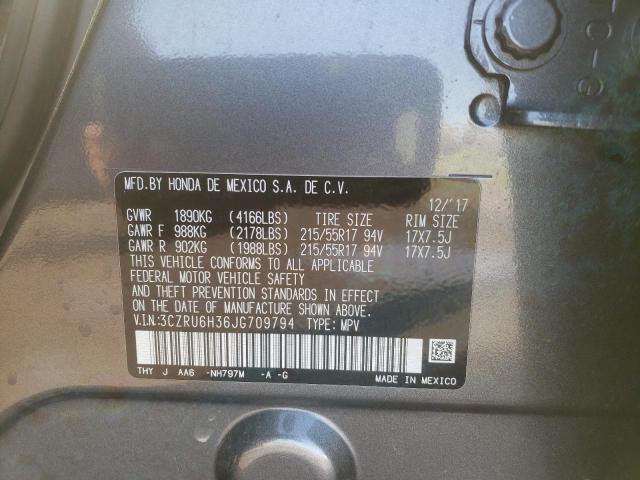 MFD.BY HONDA DE MEXICO S.A. DE C.V.
12/'17
GVWR 1890KG (4166LBS) TIRE SIZE RIM SIZE
GAWR F 988KG (2178LBS) 215/55R17 94V 17X7.5J
GAWR R 902KG (1988LBS) 215/55R17 94V 17X7.5J
THIS VEHICLE CONFORMS TO ALL APPLICABLE
FEDERAL MOTOR VEHICLE SAFETY
AND THEFT PREVENTION STANDARDS IN EFFECT
ON THE DATE OF MANUFACTURE SHOWN ABOVE.
V.I.N:3CZRU6H36JG709794 TYPE: MPV
THY J AA6 -NH797M -A -G MADE IN MEXICO